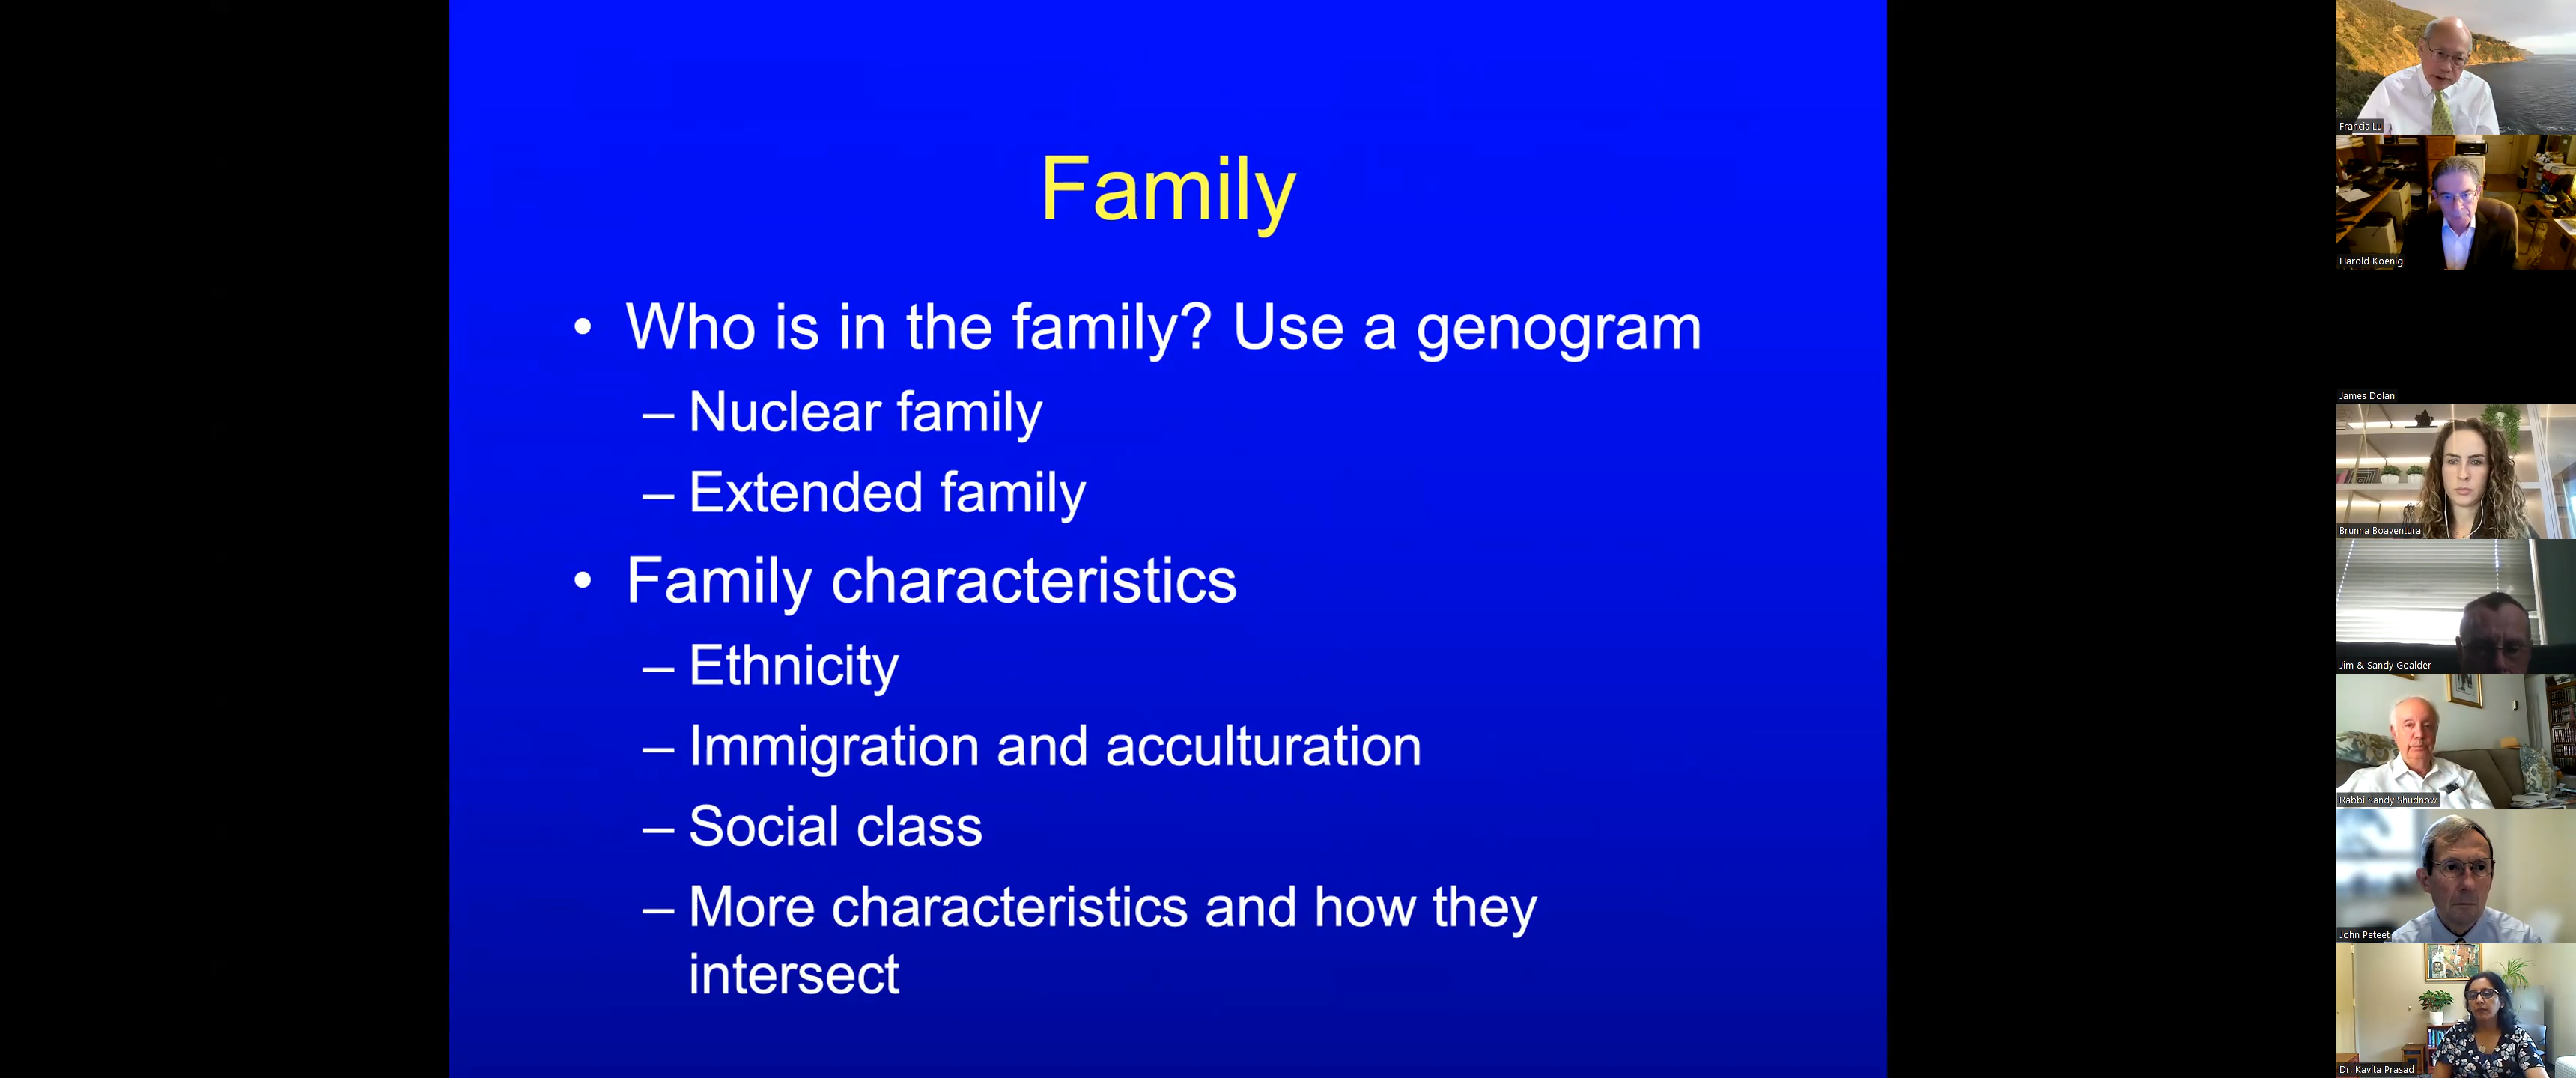 Family
• Who is in the family? Use a genogram
– Nuclear family
– Extended family
• Family characteristics
– Ethnicity
– Immigration and acculturation
– Social class
– More characteristics and how they
intersect
Francis Lu
Harold Koenig
James Dolan
Brunna Boaventura
Jim & Sandy Goalder
Rabbi Sandy Shudnow
John Peteet
Dr. Kavita Prasad